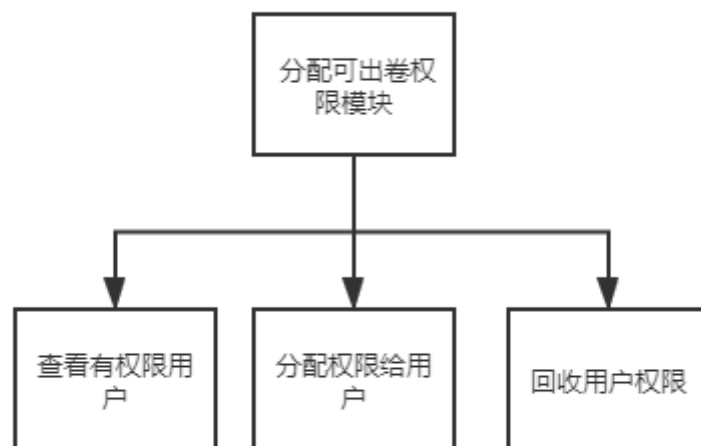 分配可出卷权
限模块
查看有权限用
户
分配权限给用
户
回收用户权限